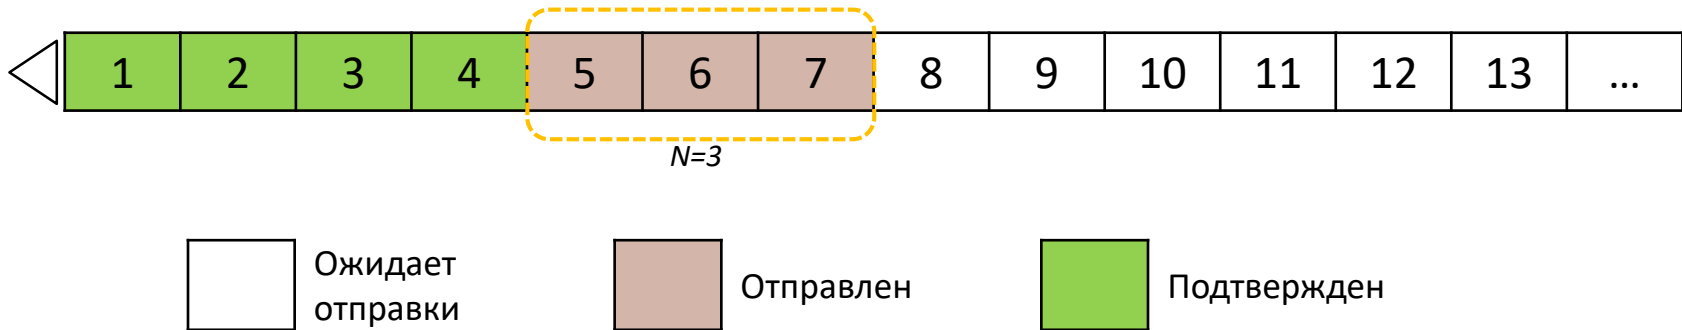 1 2 3 4 5 6 7 8 9 10 11 12 13 ...
N=3
Ожидает
отправки
Отправлен
Подтвержден